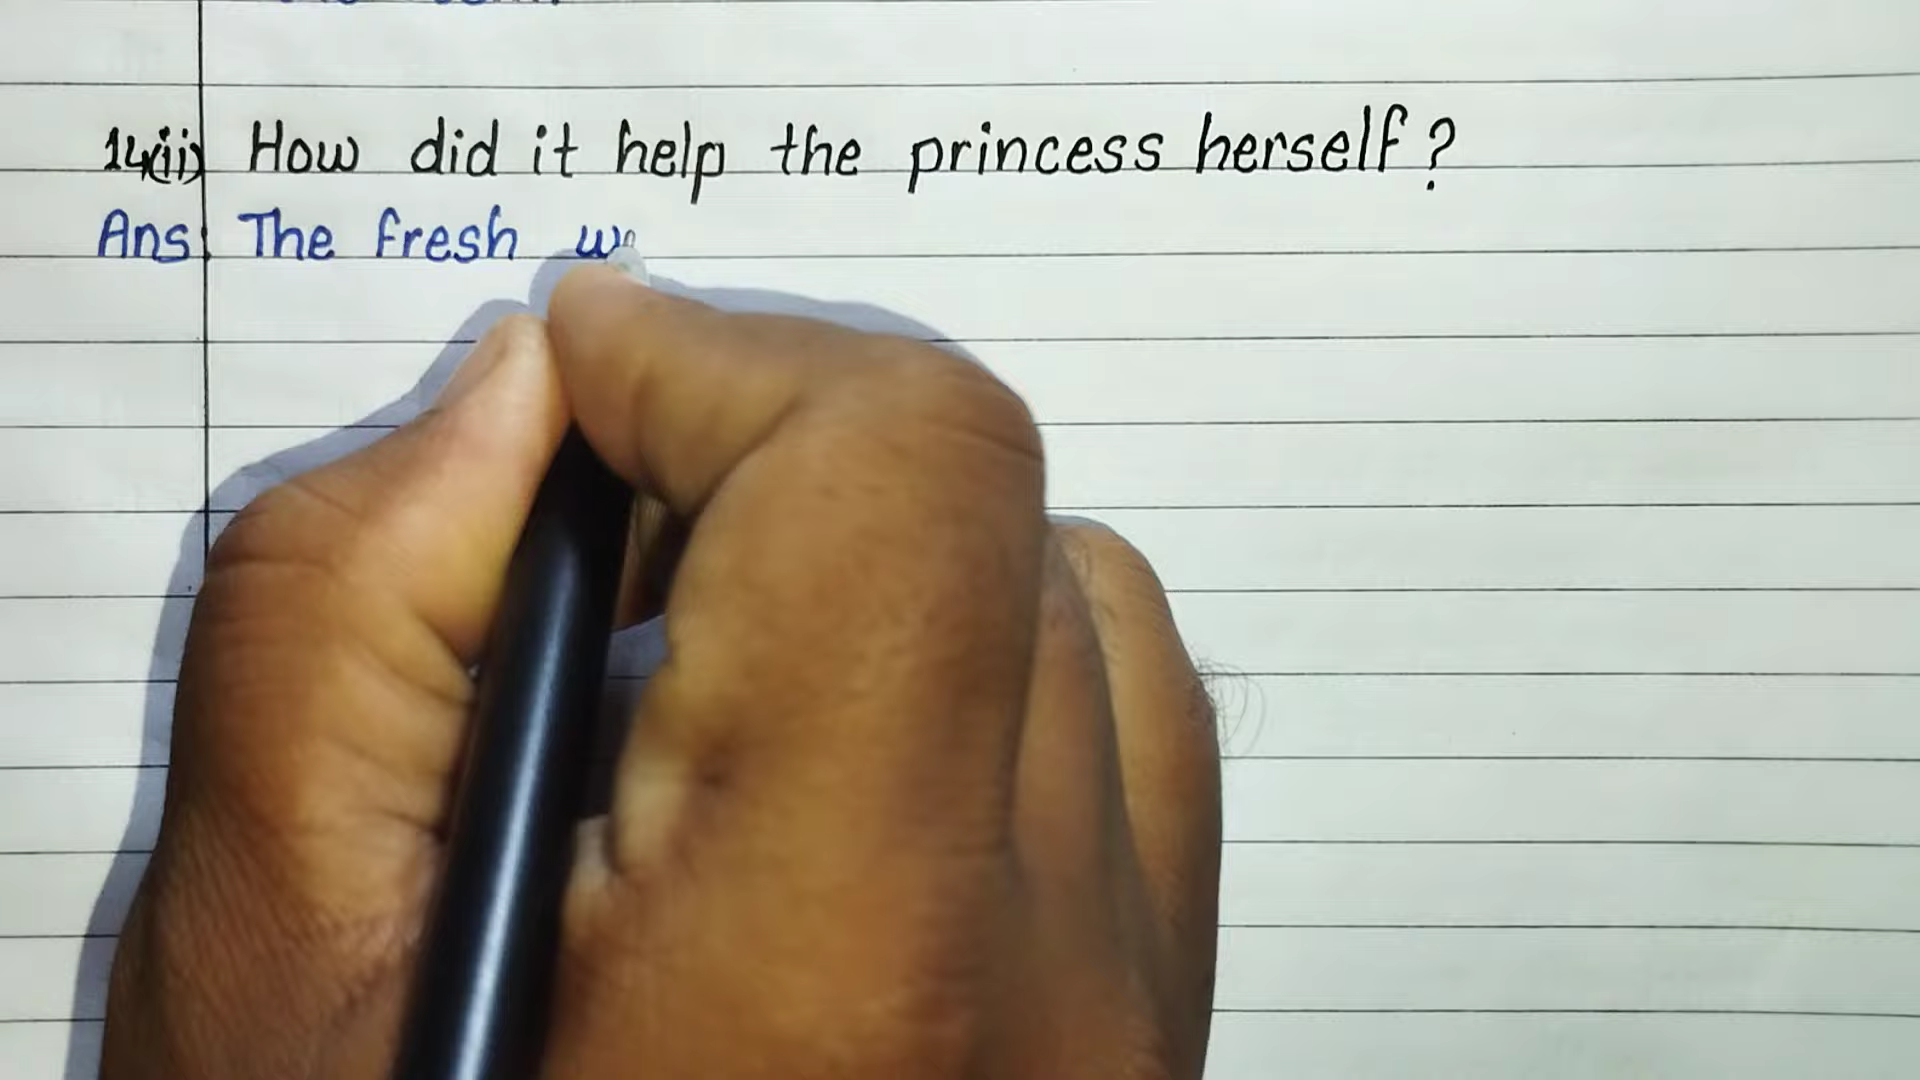 14(ii) How did it help the princess herself?
Ans The fresh